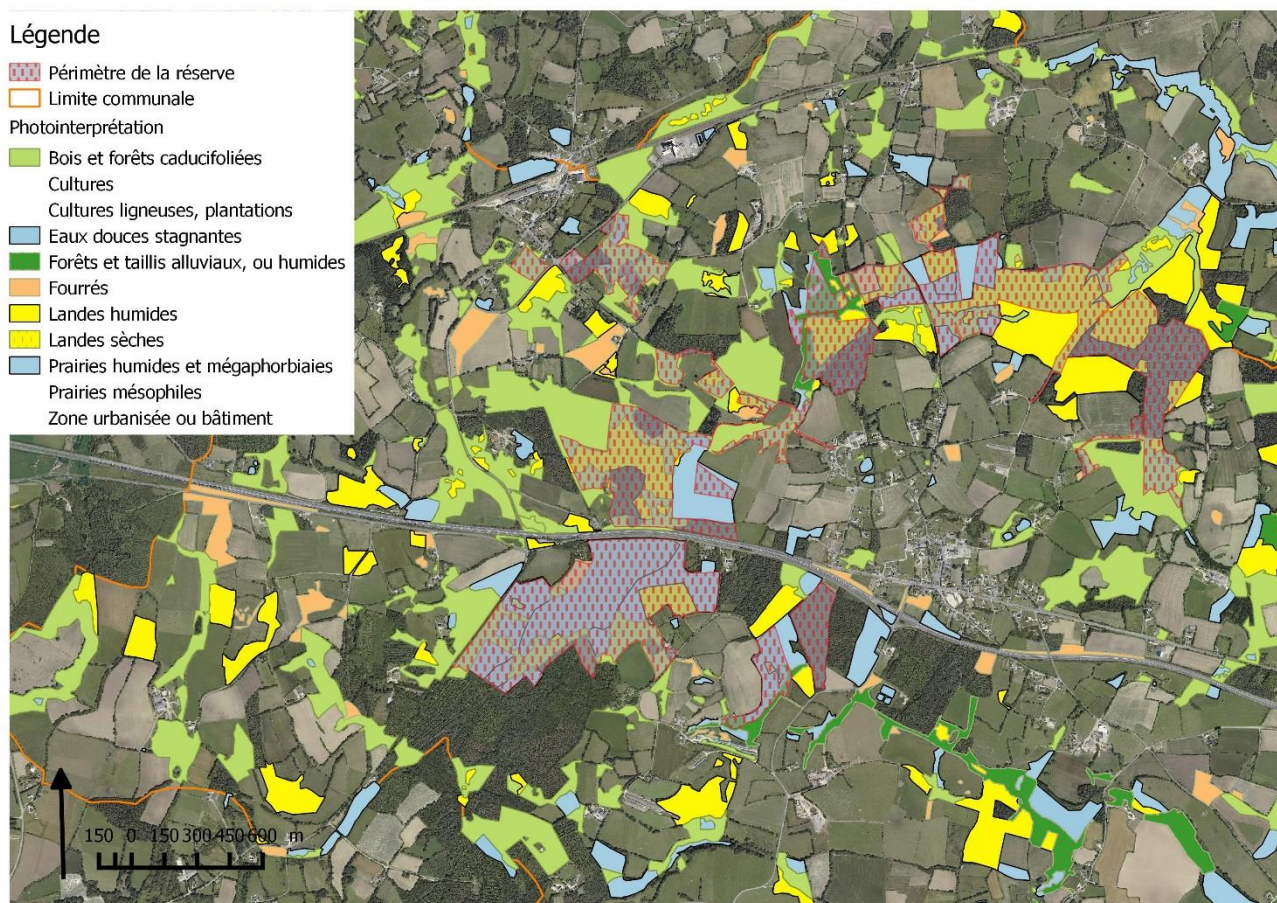 Légende
Périmètre de la réserve
Limite communale
Photointerprétation
Bois et forêts caducifoliées
Cultures
Cultures ligneuses, plantations
Eaux douces stagnantes
Forêts et taillis alluviaux, ou humides
Fourrés
Landes humides
Landes sèches
Prairies humides et mégaphorbiaies
Prairies mésophiles
Zone urbanisée ou bâtiment
150 0 150 300 450 600 m